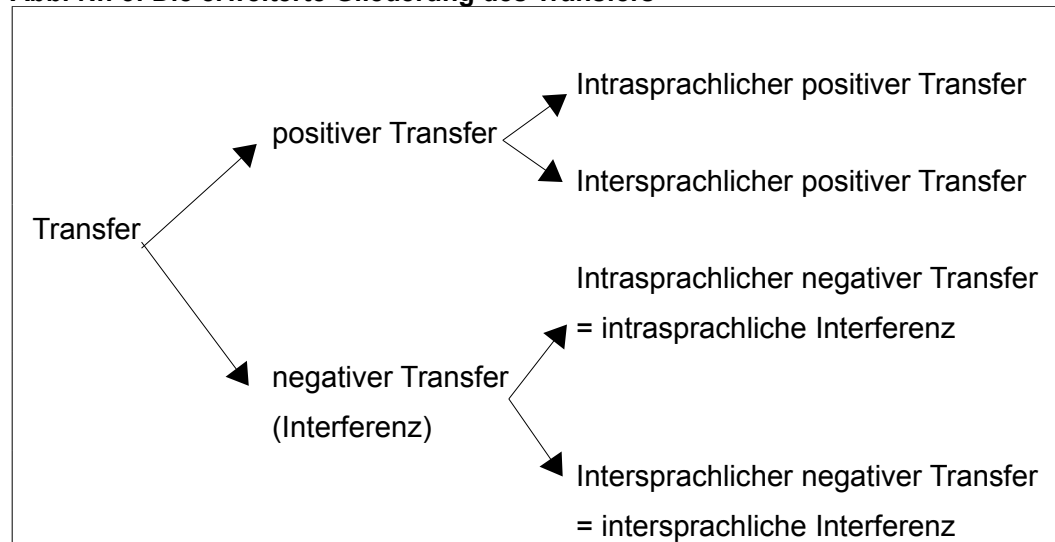 Intrasprachlicher positiver Transfer
positiver Transfer
Intersprachlicher positiver Transfer
Transfer
Intrasprachlicher negativer Transfer
= intrasprachliche Interferenz
negativer Transfer
(Interferenz)
Intersprachlicher negativer Transfer
= intersprachliche Interferenz